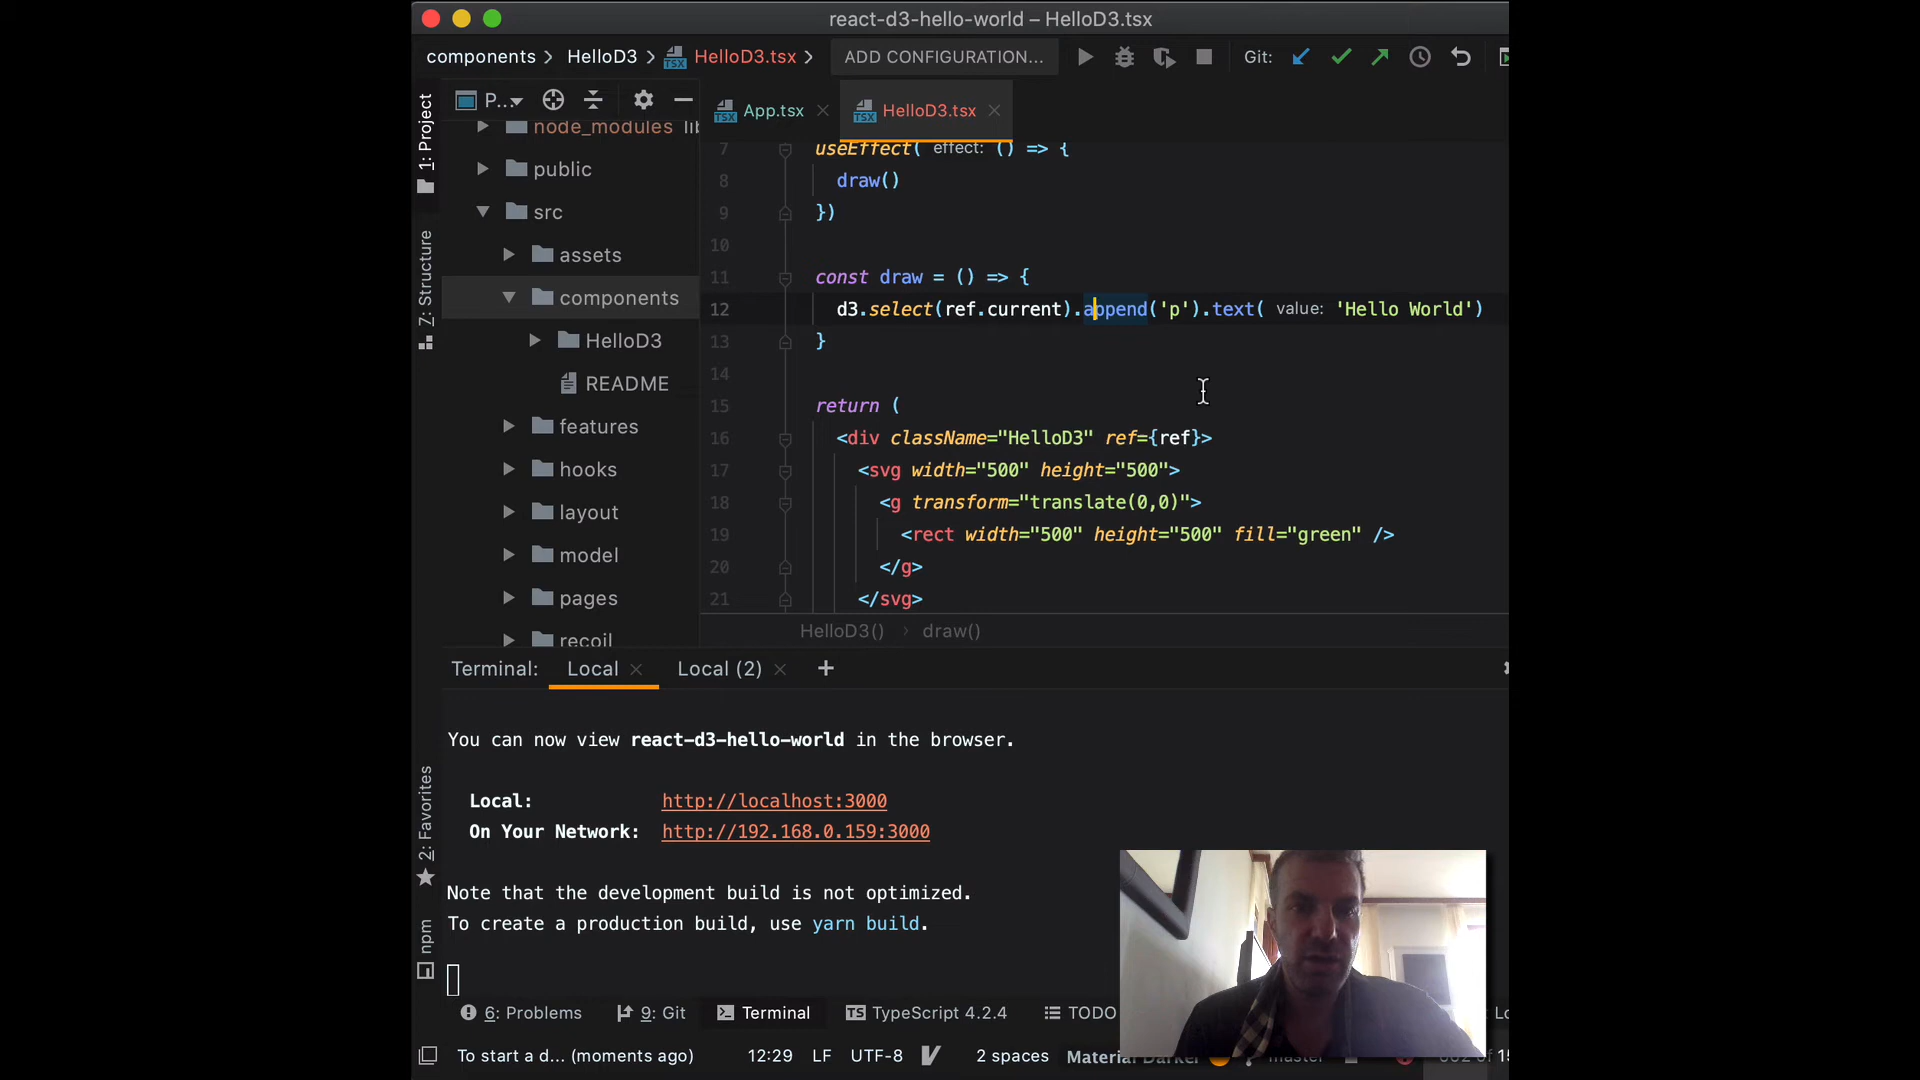 react-d3-hello-world – HelloD3.tsx
components HelloD3 HelloD3.tsx ADD CONFIGURATION... Git:
P... App.tsx HelloD3.tsx
1: Project
7: Structure
2: Favorites
npm
node_modules
public
src
assets
components
HelloD3
README
features
hooks
layout
model
pages
recoil
7 useEffect( effect: () => {
8 draw()
9 })
10
11 const draw = () => {
12 d3.select(ref.current).append('p').text( value: 'Hello World')
13 }
14
15 return (
16 <div className="HelloD3" ref={ref}>
17 <svg width="500" height="500">
18 <g transform="translate(0,0)">
19 <rect width="500" height="500" fill="green" />
20 </g>
21 </svg>
HelloD3() › draw()
Terminal: Local Local (2)
You can now view react-d3-hello-world in the browser.
Local: http://localhost:3000
On Your Network: http://192.168.0.159:3000
Note that the development build is not optimized.
To create a production build, use yarn build.
6: Problems 9: Git Terminal TypeScript 4.2.4 TODO
To start a d... (moments ago) 12:29 LF UTF-8 2 spaces Material Darker master